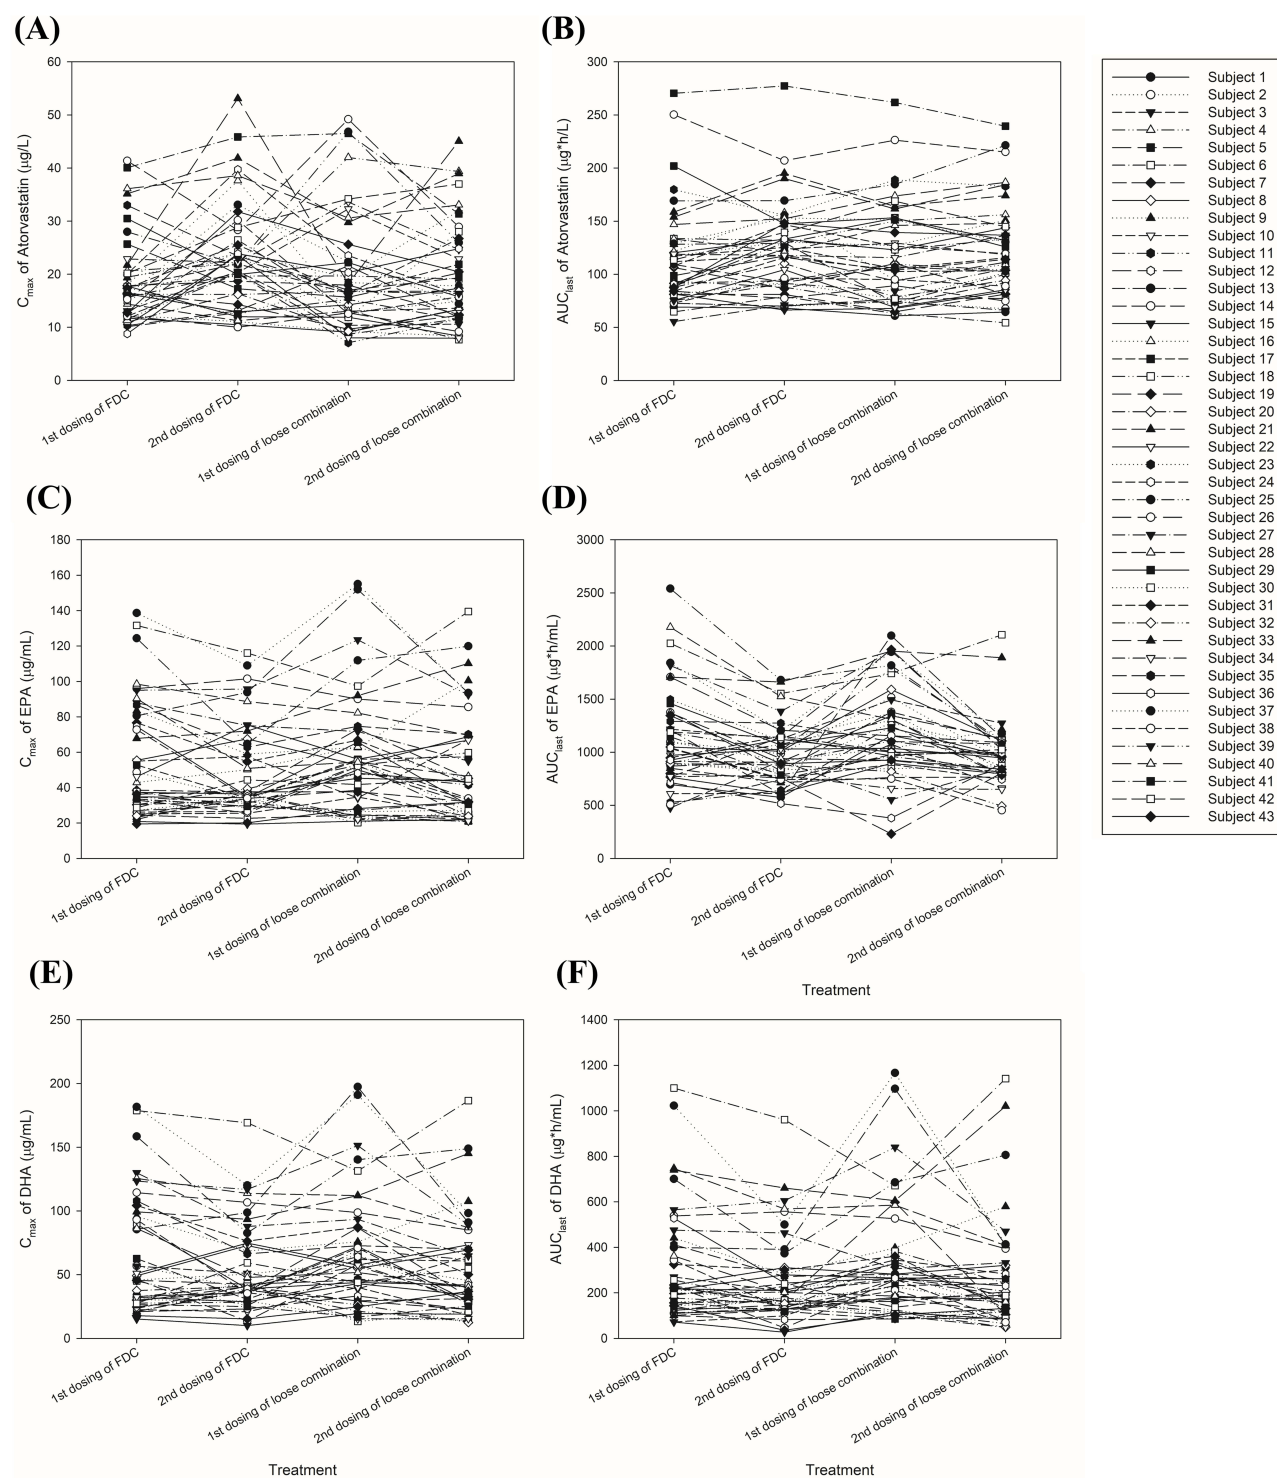 (A)
60
50
40
30
20
10
0
Cmax of Atorvastatin (μg/L)
1st dosing of FDC
2nd dosing of FDC
1st dosing of loose combination
2nd dosing of loose combination
(B)
300
250
200
150
100
50
0
AUClast of Atorvastatin (μg*h/L)
1st dosing of FDC
2nd dosing of FDC
1st dosing of loose combination
2nd dosing of loose combination
Subject 1
Subject 2
Subject 3
Subject 4
Subject 5
Subject 6
Subject 7
Subject 8
Subject 9
Subject 10
Subject 11
Subject 12
Subject 13
Subject 14
Subject 15
Subject 16
Subject 17
Subject 18
Subject 19
Subject 20
Subject 21
Subject 22
Subject 23
Subject 24
Subject 25
Subject 26
Subject 27
Subject 28
Subject 29
Subject 30
Subject 31
Subject 32
Subject 33
Subject 34
Subject 35
Subject 36
Subject 37
Subject 38
Subject 39
Subject 40
Subject 41
Subject 42
Subject 43
(C)
180
160
140
120
100
80
60
40
20
0
Cmax of EPA (μg/mL)
1st dosing of FDC
2nd dosing of FDC
1st dosing of loose combination
2nd dosing of loose combination
(D)
3000
2500
2000
1500
1000
500
0
AUClast of EPA (μg*h/mL)
1st dosing of FDC
2nd dosing of FDC
1st dosing of loose combination
2nd dosing of loose combination
Treatment
(E)
250
200
150
100
50
0
Cmax of DHA (μg/mL)
1st dosing of FDC
2nd dosing of FDC
1st dosing of loose combination
2nd dosing of loose combination
Treatment
(F)
1400
1200
1000
800
600
400
200
0
AUClast of DHA (μg*h/mL)
1st dosing of FDC
2nd dosing of FDC
1st dosing of loose combination
2nd dosing of loose combination
Treatment